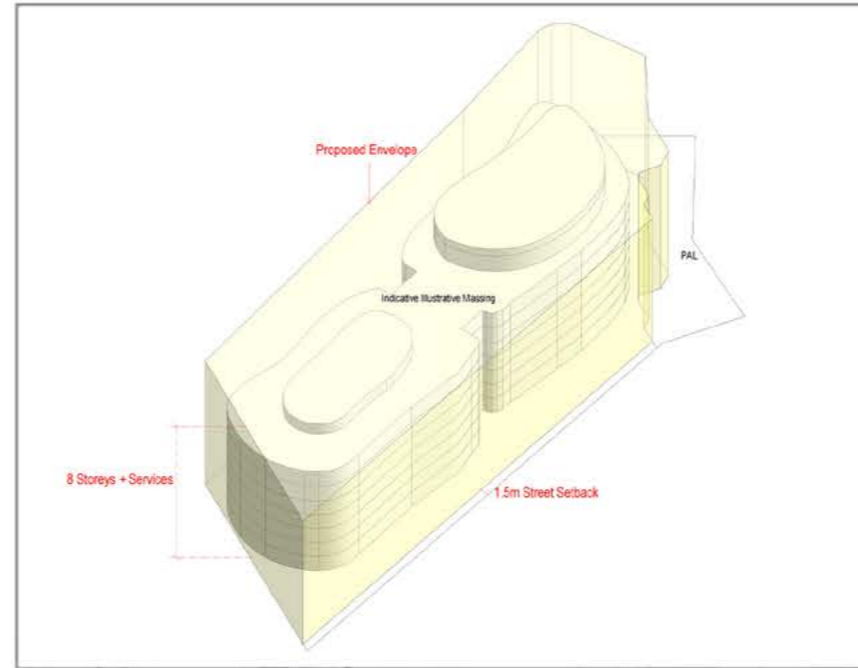 Proposed Envelope
PAL
Indicative Illustrative Massing
8 Storeys + Services
1.5m Street Setback